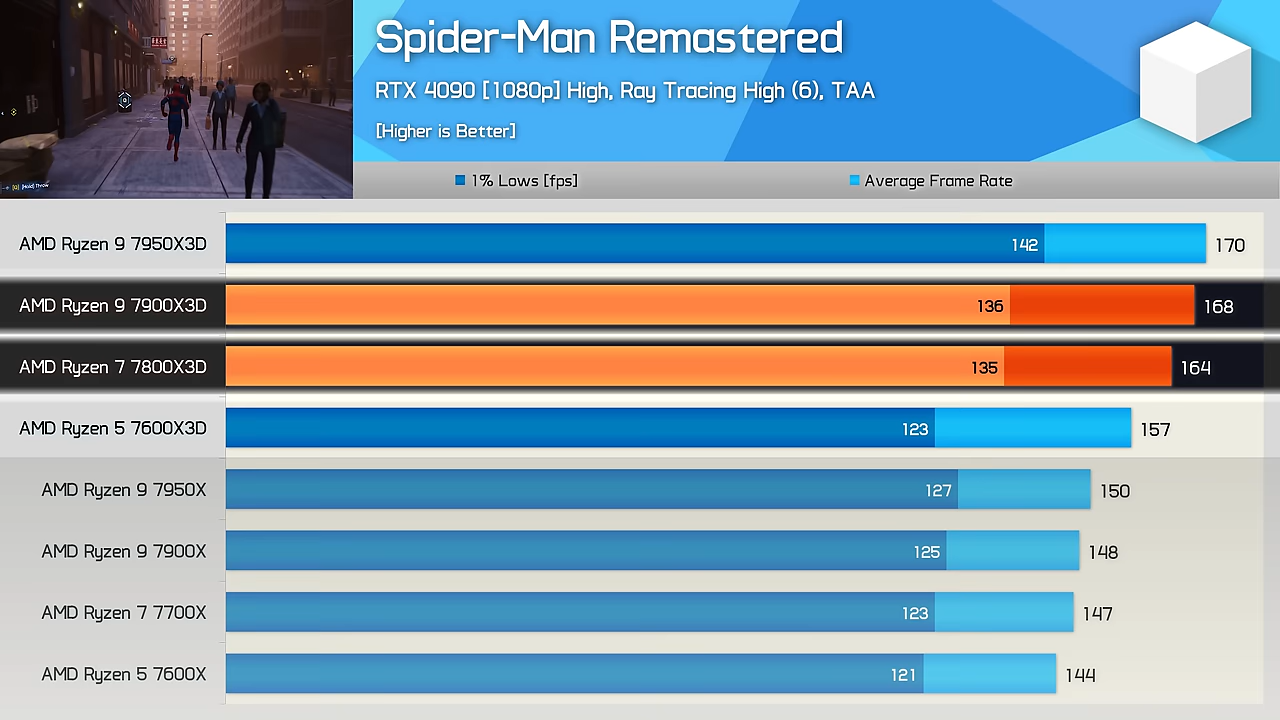 Spider-Man Remastered
RTX 4090 [1080p] High, Ray Tracing High (6), TAA
[Higher is Better]
1% Lows [fps]
Average Frame Rate
AMD Ryzen 9 7950X3D 142 170
AMD Ryzen 9 7900X3D 136 168
AMD Ryzen 7 7800X3D 135 164
AMD Ryzen 5 7600X3D 123 157
AMD Ryzen 9 7950X 127 150
AMD Ryzen 9 7900X 125 148
AMD Ryzen 7 7700X 123 147
AMD Ryzen 5 7600X 121 144